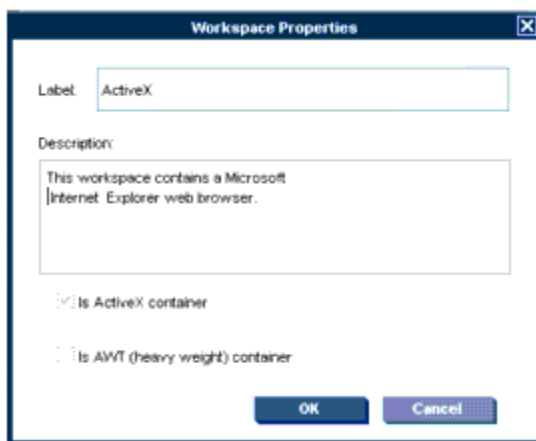 Workspace Properties
Label: ActiveX
Description:
This workspace contains a Microsoft
Internet Explorer web browser.
Is ActiveX container
Is AWT (heavy weight) container
OK Cancel